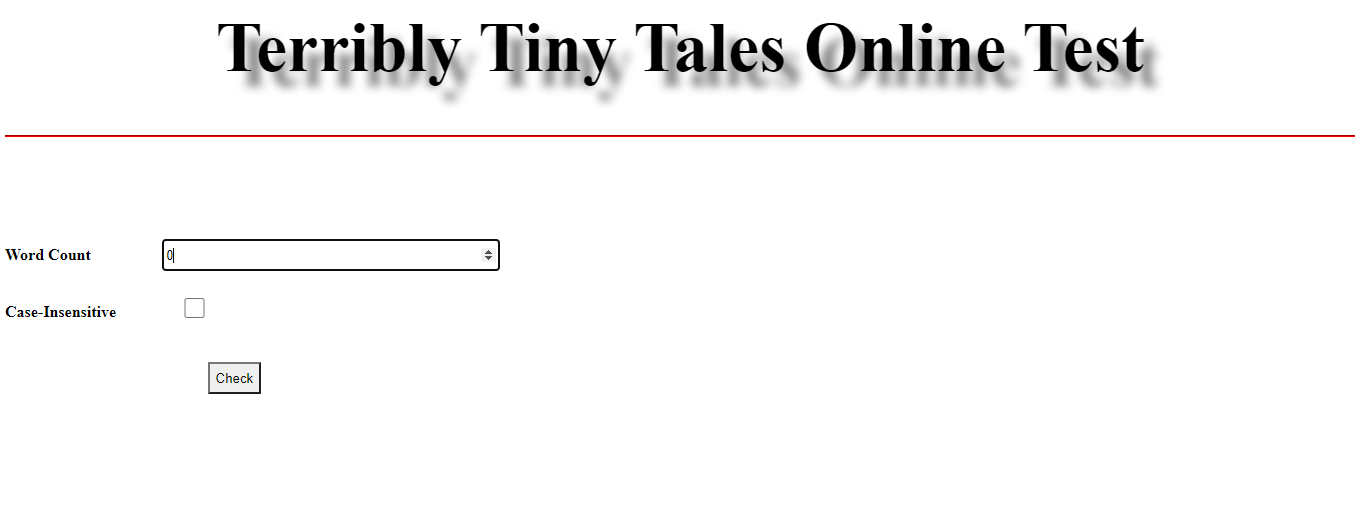 Terribly Tiny Tales Online Test
Word Count
0
Case-Insensitive
Check